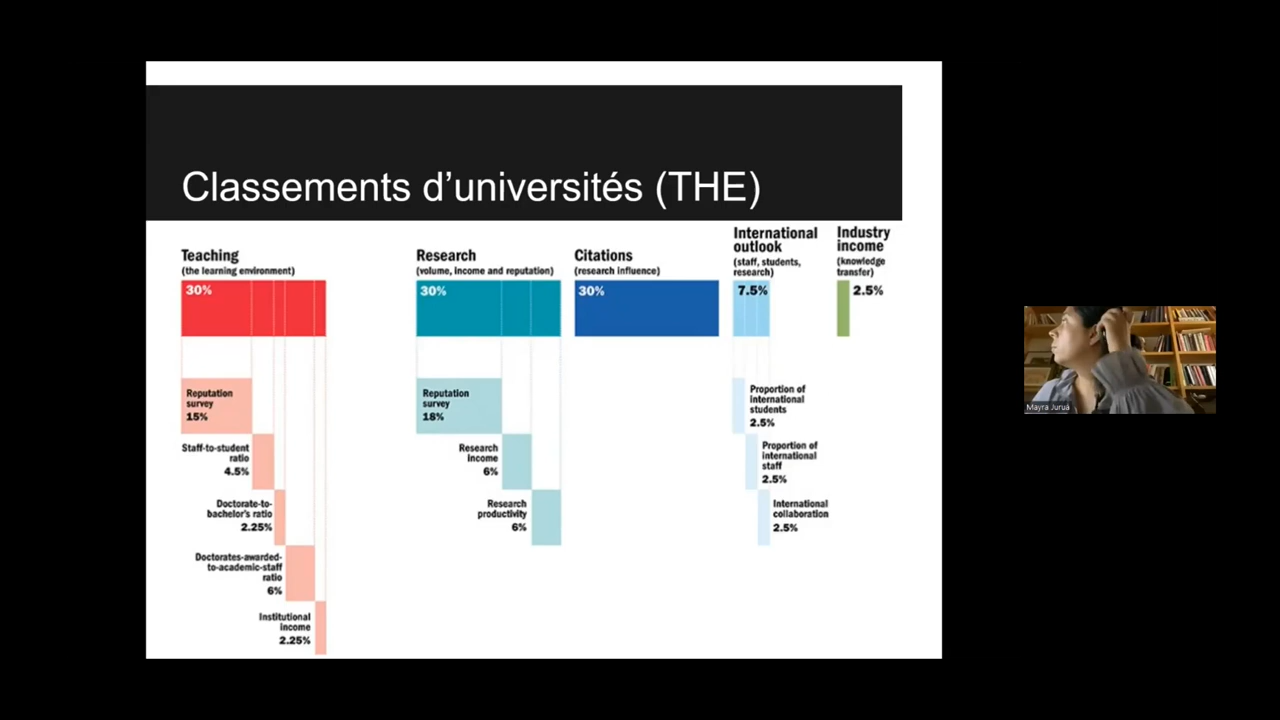 Classements d’universités (THE)
Teaching
(the learning environment)
30%
Reputation
survey
15%
Staff-to-student
ratio
4.5%
Doctorate-to-
bachelor's ratio
2.25%
Doctorates-awarded-
to-academic-staff
ratio
6%
Institutional
income
2.25%
Research
(volume, income and reputation)
30%
Reputation
survey
18%
Research
income
6%
Research
productivity
6%
Citations
(research influence)
30%
International
outlook
(staff, students,
research)
7.5%
Proportion of
international
students
2.5%
Proportion of
international
staff
2.5%
International
collaboration
2.5%
Industry
income
(knowledge
transfer)
2.5%
Mayra Juruá